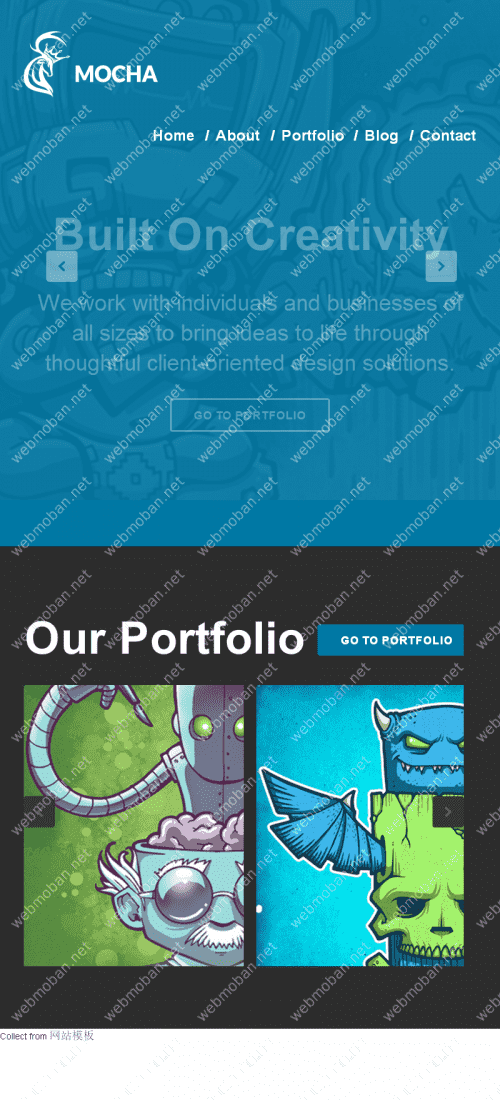 MOCHA
Home / About / Portfolio / Blog / Contact
Built On Creativity
We work with individuals and businesses of
all sizes to bring ideas to life through
thoughtful client-oriented design solutions.
GO TO PORTFOLIO
Our Portfolio
GO TO PORTFOLIO
Collect from 网站模板
webmoban.net